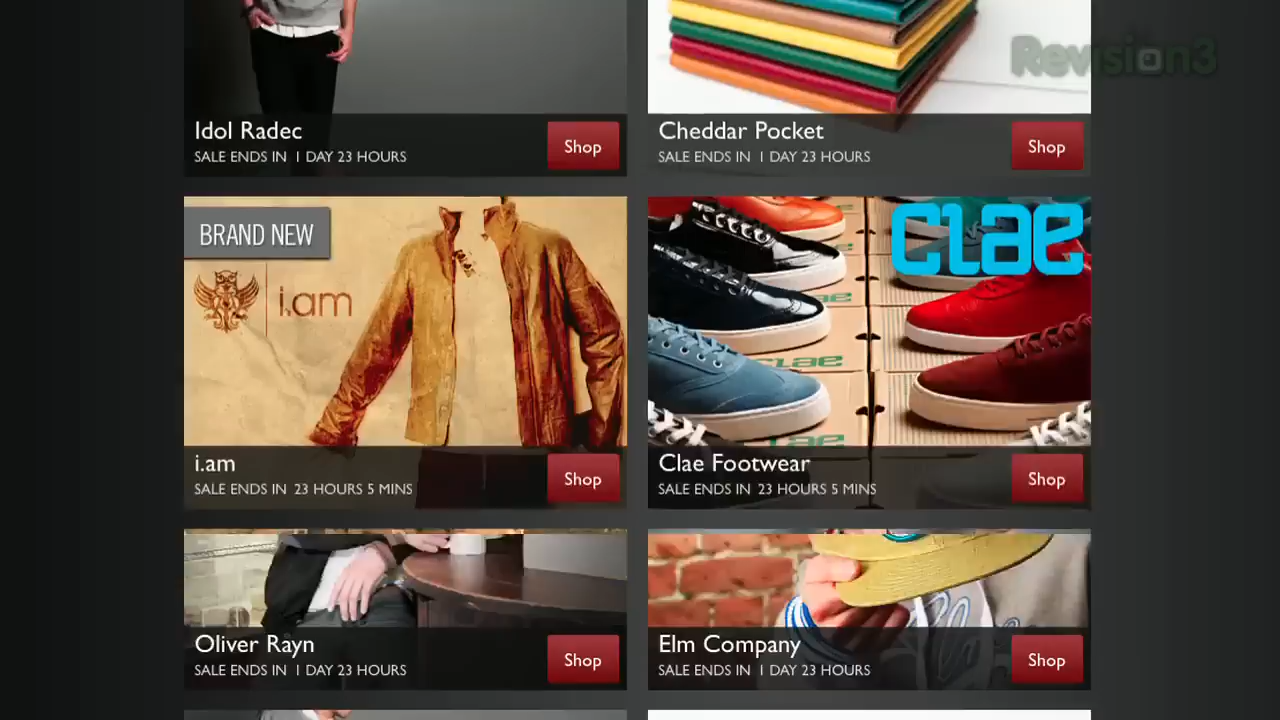 Revision3
Idol Radec
SALE ENDS IN 1 DAY 23 HOURS
Shop
Cheddar Pocket
SALE ENDS IN 1 DAY 23 HOURS
Shop
BRAND NEW
i.am
i.am
SALE ENDS IN 23 HOURS 5 MINS
Shop
clae
clae
clae
clae
Clae Footwear
SALE ENDS IN 23 HOURS 5 MINS
Shop
Oliver Rayn
SALE ENDS IN 1 DAY 23 HOURS
Shop
Elm Company
SALE ENDS IN 1 DAY 23 HOURS
Shop